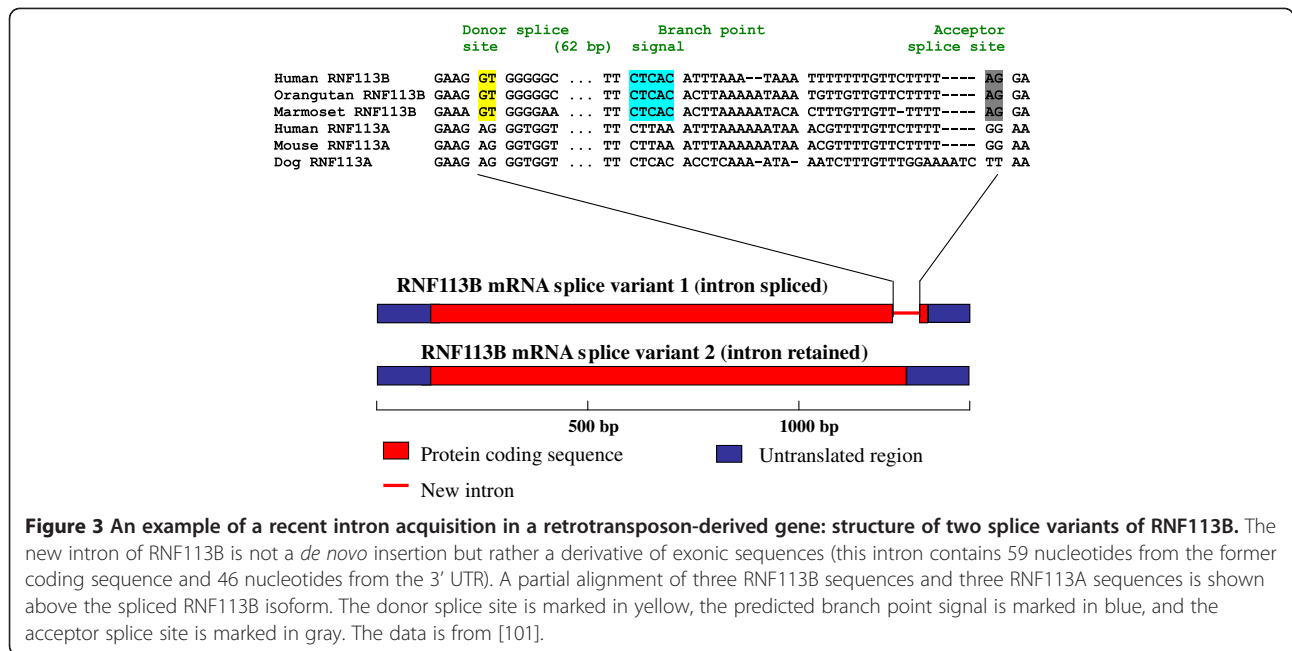 Donor splice Branch point Acceptor
site (62 bp) signal splice site
Human RNF113B GAAG GT GGGGGC ... TT CTCAC ATTTAAA--TAAA TTTTTTTGTTCTTTT---- AG GA
Orangutan RNF113B GAAG GT GGGGGC ... TT CTCAC ACTTAAAAATAAA TGTTGTTGTTCTTTT---- AG GA
Marmoset RNF113B GAAA GT GGGGAA ... TT CTCAC ACTTAAAAATACA CTTTGTTGTT-TTTT---- AG GA
Human RNF113A GAAG AG GGTGGT ... TT CTTAA ATTTAAAAAATAA ACGTTTTGTTCTTTT---- GG AA
Mouse RNF113A GAAG AG GGTGGT ... TT CTTAA ATTTAAAAAATAA ACGTTTTGTTCTTTT---- GG AA
Dog RNF113A GAAG AG GGTGGT ... TT CTCAC ACCTCAAA-ATA- AATCTTTGTTTGGAAAATC TT AA
RNF113B mRNA splice variant 1 (intron spliced)
RNF113B mRNA splice variant 2 (intron retained)
500 bp 1000 bp
Protein coding sequence Untranslated region
New intron
Figure 3 An example of a recent intron acquisition in a retrotransposon-derived gene: structure of two splice variants of RNF113B. The
new intron of RNF113B is not a de novo insertion but rather a derivative of exonic sequences (this intron contains 59 nucleotides from the former
coding sequence and 46 nucleotides from the 3' UTR). A partial alignment of three RNF113B sequences and three RNF113A sequences is shown
above the spliced RNF113B isoform. The donor splice site is marked in yellow, the predicted branch point signal is marked in blue, and the
acceptor splice site is marked in gray. The data is from [101].